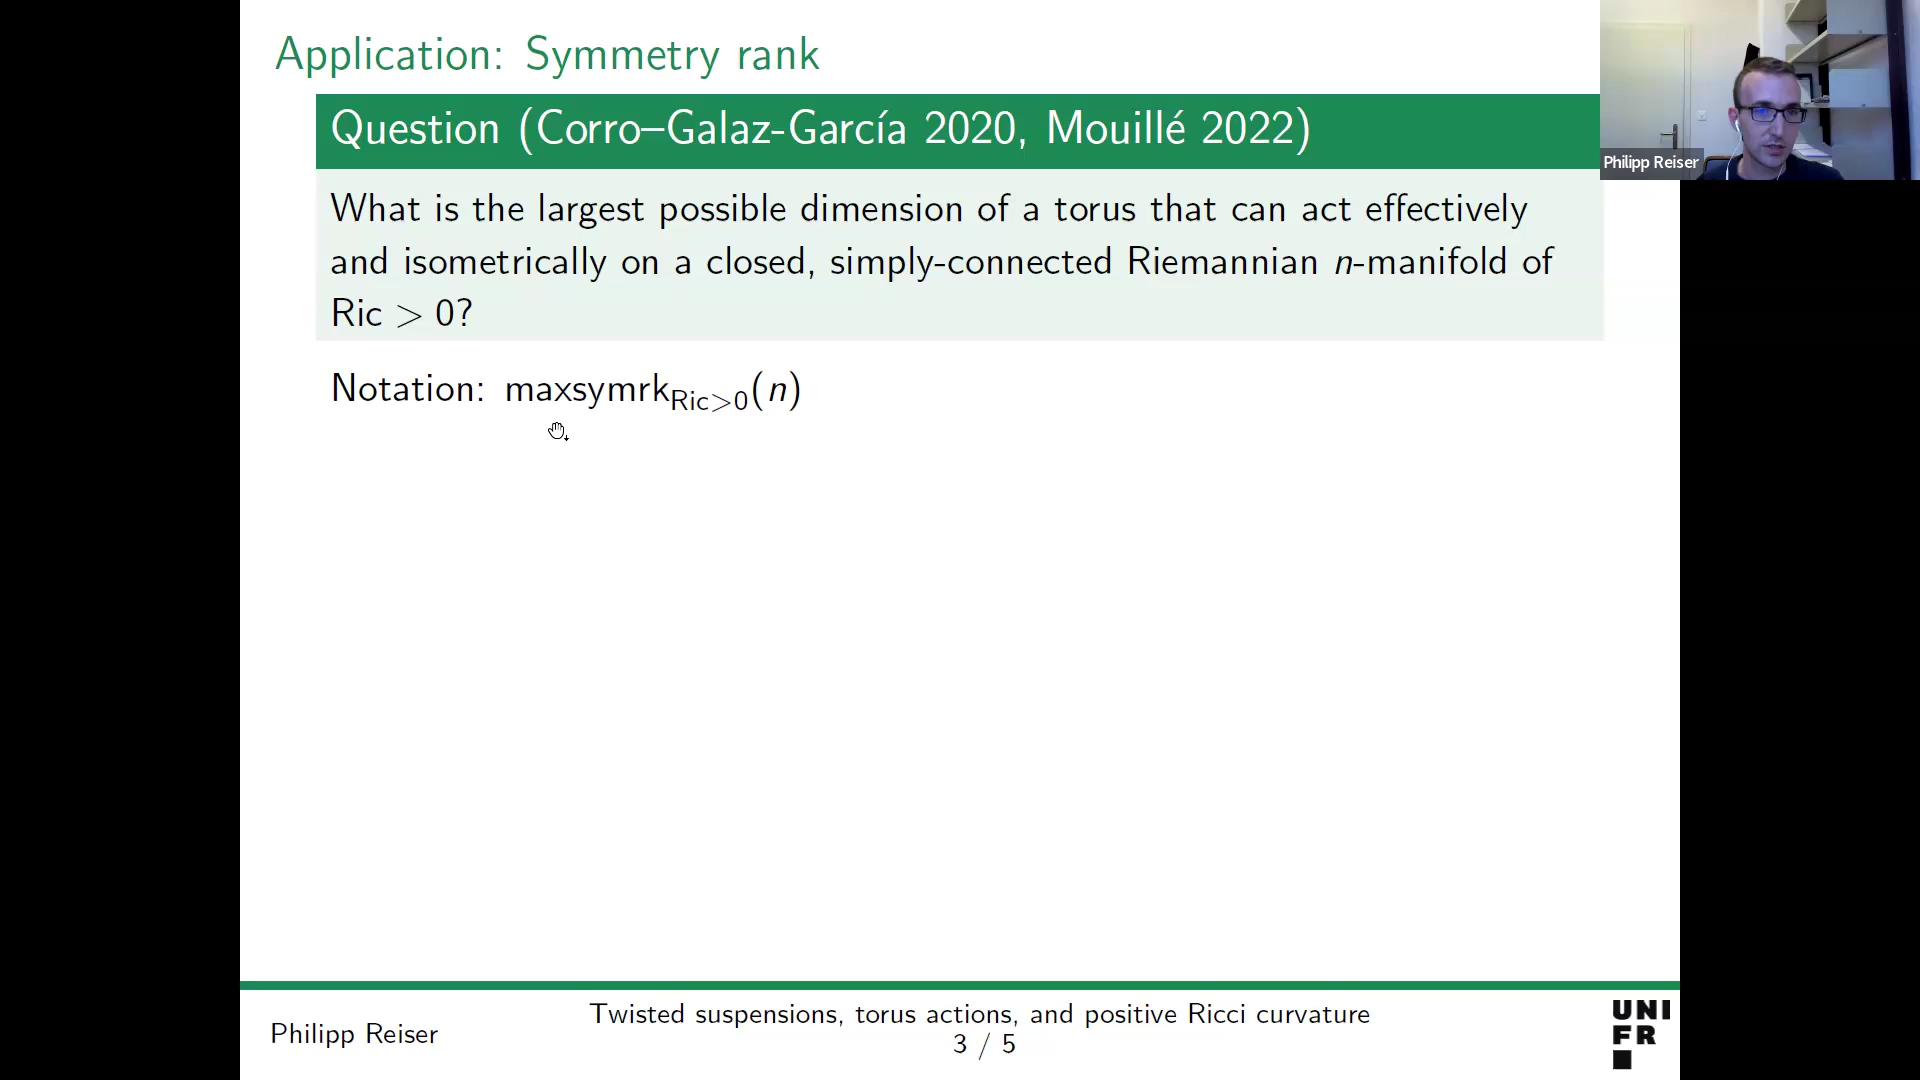 Application: Symmetry rank
Question (Corro–Galaz-García 2020, Mouillé 2022)
What is the largest possible dimension of a torus that can act effectively
and isometrically on a closed, simply-connected Riemannian n-manifold of
Ric > 0?
Notation: maxsymrk_{Ric>0}(n)
Philipp Reiser
Philipp Reiser
Twisted suspensions, torus actions, and positive Ricci curvature
3 / 5
UNI
FR